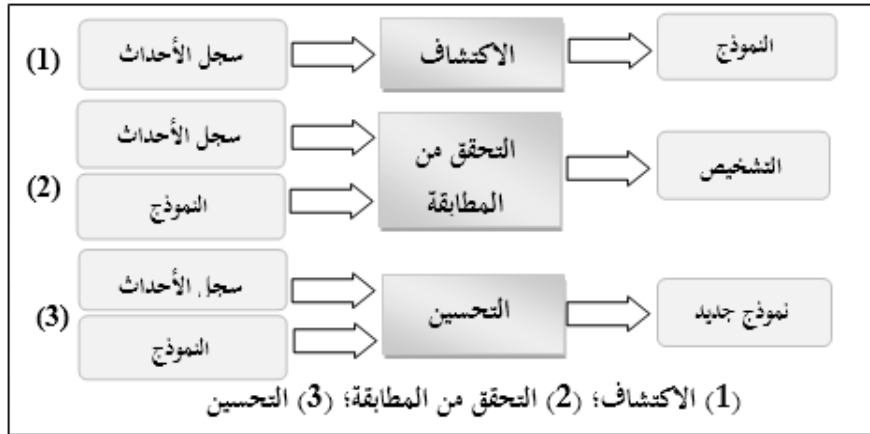 (1)
سجل الأحداث
الاكتشاف
النموذج
(2)
سجل الأحداث
النموذج
التحقق من
المطابقة
التشخيص
(3)
سجل الأحداث
النموذج
التحسين
نموذج جديد
(1) الاكتشاف؛ (2) التحقق من المطابقة؛ (3) التحسين